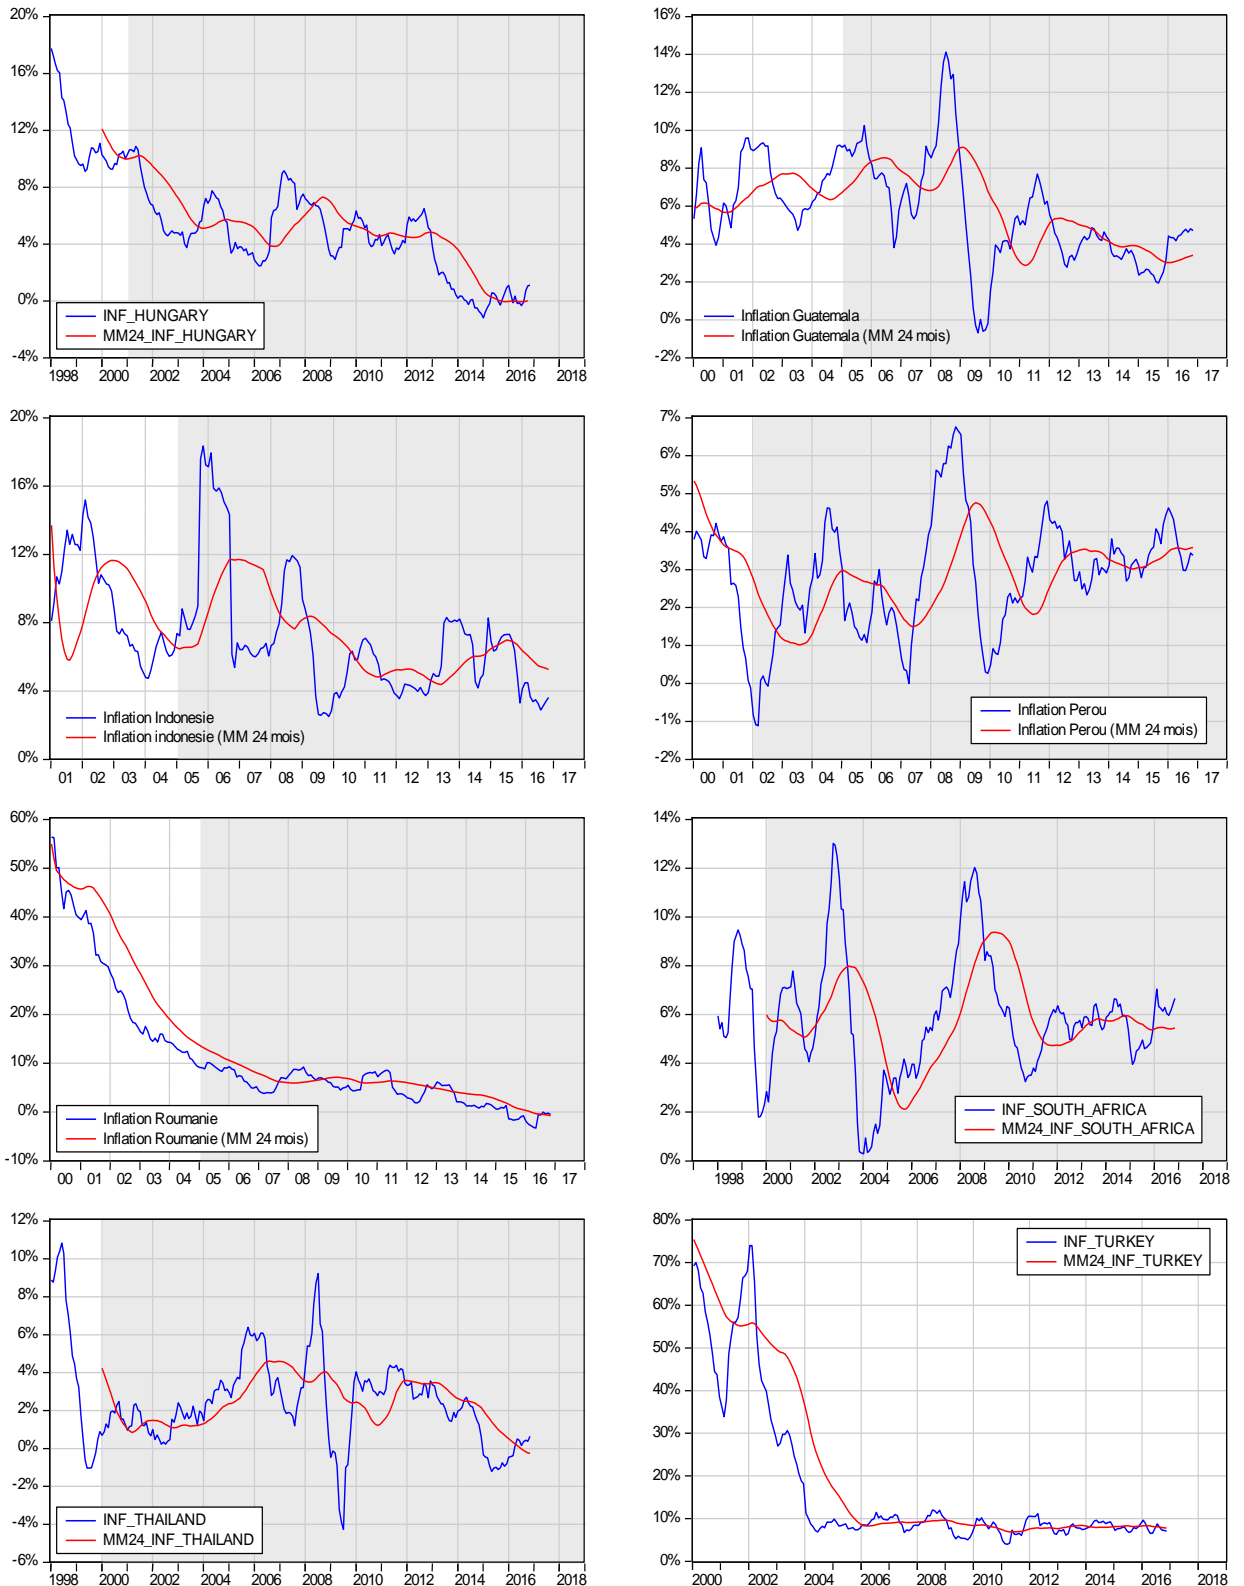 20%
16%
12%
8%
4%
0%
-4%
INF_HUNGARY
MM24_INF_HUNGARY
1998 2000 2002 2004 2006 2008 2010 2012 2014 2016 2018
16%
14%
12%
10%
8%
6%
4%
2%
0%
-2%
Inflation Guatemala
Inflation Guatemala (MM 24 mois)
00 01 02 03 04 05 06 07 08 09 10 11 12 13 14 15 16 17
20%
16%
12%
8%
4%
0%
Inflation Indonesie
Inflation indonesie (MM 24 mois)
01 02 03 04 05 06 07 08 09 10 11 12 13 14 15 16 17
7%
6%
5%
4%
3%
2%
1%
0%
-1%
-2%
Inflation Perou
Inflation Perou (MM 24 mois)
00 01 02 03 04 05 06 07 08 09 10 11 12 13 14 15 16 17
60%
50%
40%
30%
20%
10%
0%
-10%
Inflation Roumanie
Inflation Roumanie (MM 24 mois)
00 01 02 03 04 05 06 07 08 09 10 11 12 13 14 15 16 17
14%
12%
10%
8%
6%
4%
2%
0%
INF_SOUTH_AFRICA
MM24_INF_SOUTH_AFRICA
1998 2000 2002 2004 2006 2008 2010 2012 2014 2016 2018
12%
10%
8%
6%
4%
2%
0%
-2%
-4%
-6%
INF_THAILAND
MM24_INF_THAILAND
1998 2000 2002 2004 2006 2008 2010 2012 2014 2016 2018
80%
70%
60%
50%
40%
30%
20%
10%
0%
INF_TURKEY
MM24_INF_TURKEY
2000 2002 2004 2006 2008 2010 2012 2014 2016 2018